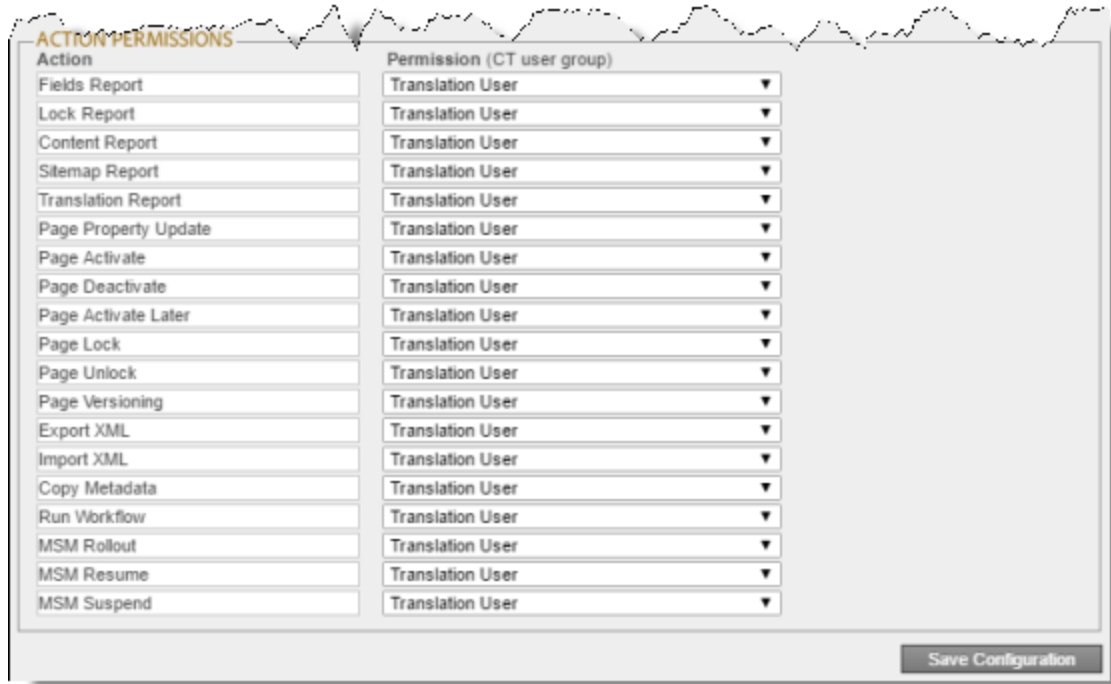 ACTION PERMISSIONS
Action Permission (CT user group)
Fields Report Translation User
Lock Report Translation User
Content Report Translation User
Sitemap Report Translation User
Translation Report Translation User
Page Property Update Translation User
Page Activate Translation User
Page Deactivate Translation User
Page Activate Later Translation User
Page Lock Translation User
Page Unlock Translation User
Page Versioning Translation User
Export XML Translation User
Import XML Translation User
Copy Metadata Translation User
Run Workflow Translation User
MSM Rollout Translation User
MSM Resume Translation User
MSM Suspend Translation User
Save Configuration